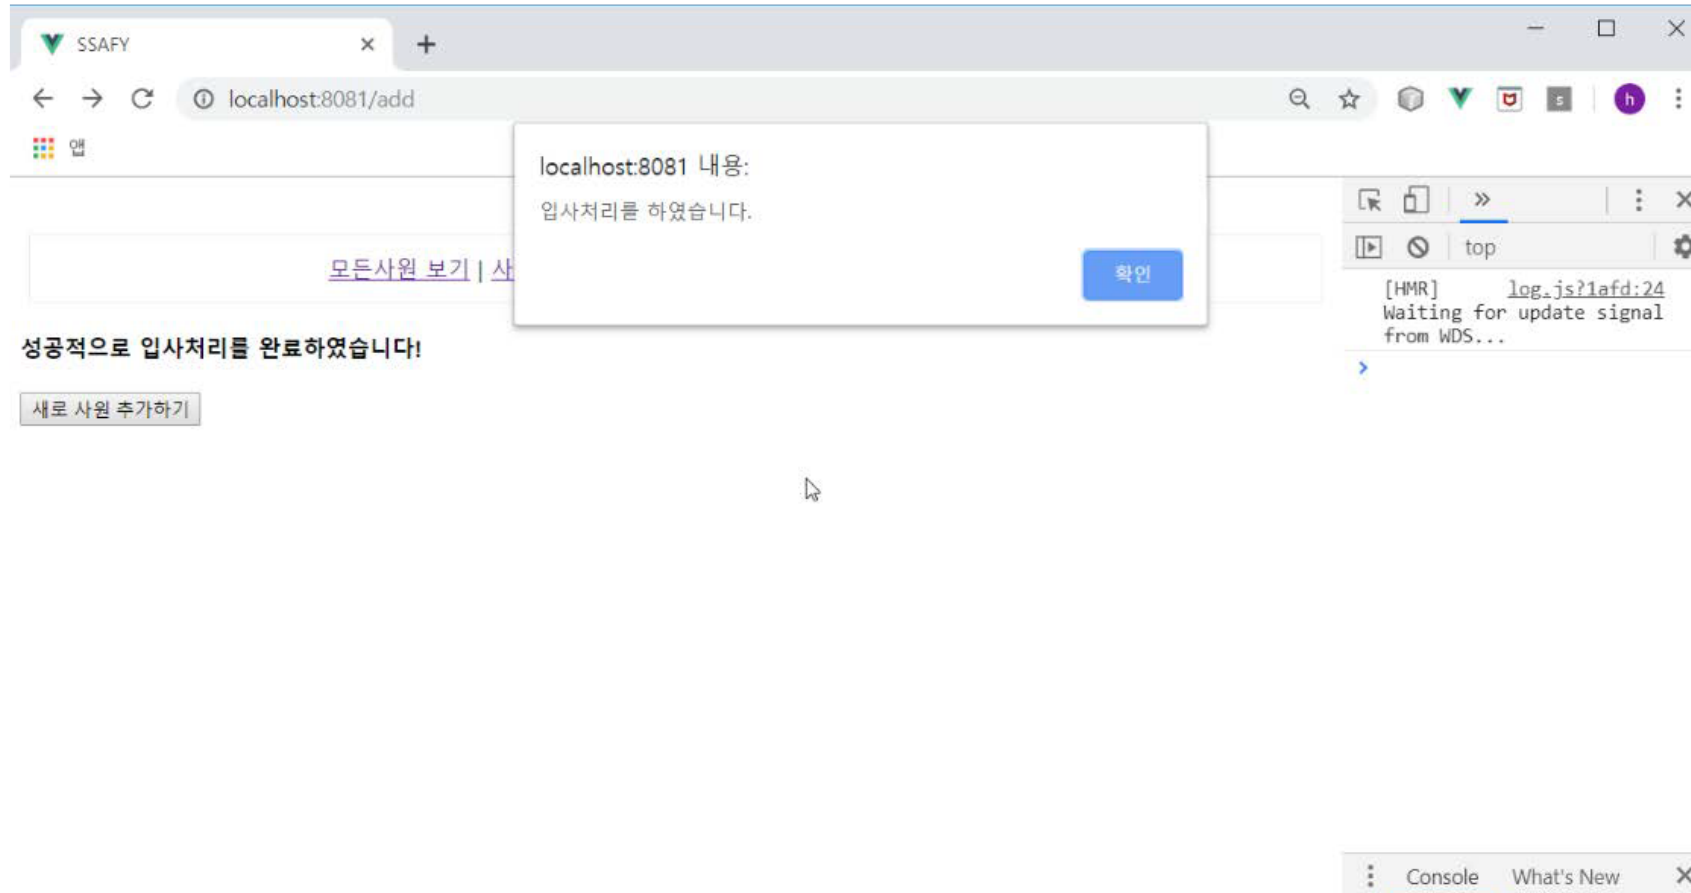 SSAFY
localhost:8081/add
앱
localhost:8081 내용:
입사처리를 하였습니다.
확인
모든사원 보기 | 사
성공적으로 입사처리를 완료하였습니다!
새로 사원 추가하기
top
[HMR] log.js?1afd:24
Waiting for update signal
from WDS...
Console What's New
s
h